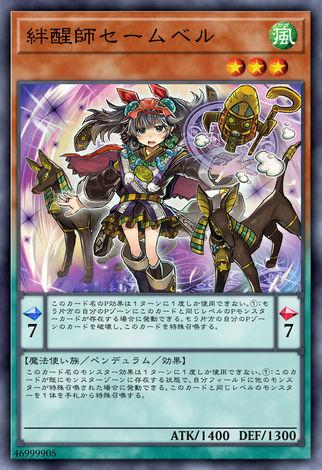 絆醒師セームベル
風
このカード名のP効果は1ターンに1度しか使用できない。①:も
う片方の自分のPゾーンにこのカードと同じレベルのPモンスタ
ーカードが存在する場合に発動できる。もう片方の自分のPゾー
ンのカードを破壊し、このカードを特殊召喚する。
7
7
【魔法使い族/ペンデュラム/効果】
このカード名のモンスター効果は1ターンに1度しか使用できない。①:この
カードが既にモンスターゾーンに存在する状態で、自分フィールドに他のモンス
ターが特殊召喚された場合に発動できる。このカードと同じレベルのモンスタ
ーを1体を手札から特殊召喚する。
ATK/1400 DEF/1300
46999905